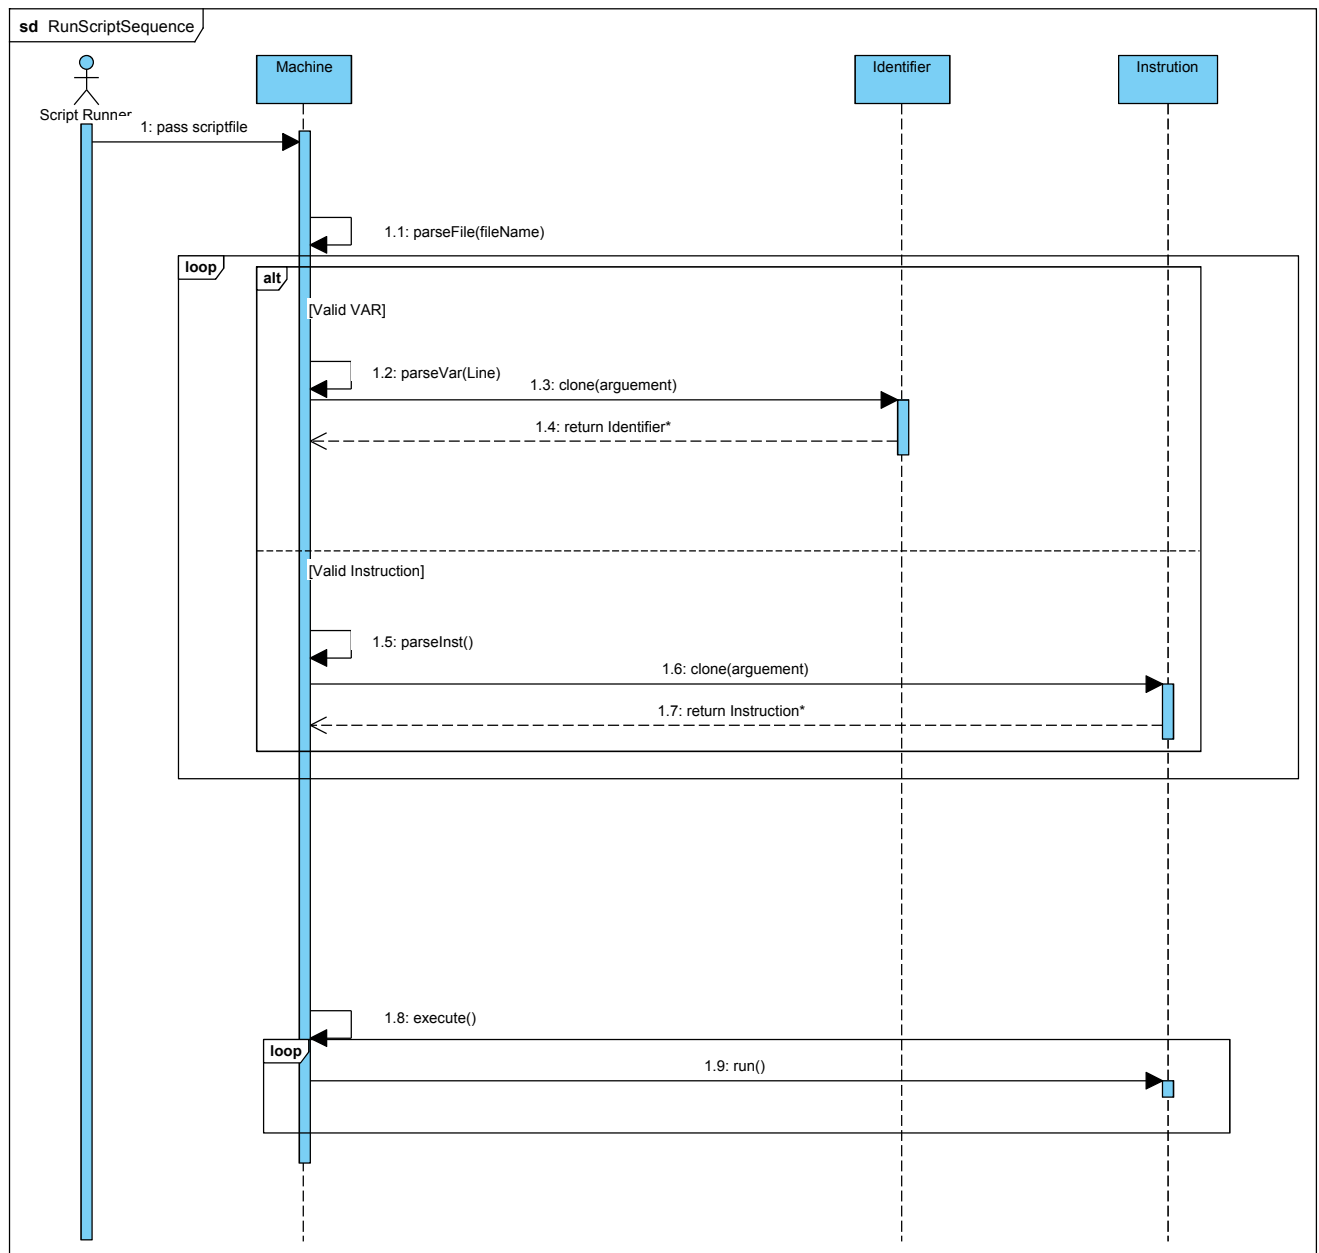 sd RunScriptSequence
Script Runner
Machine
Identifier
Instrution
1: pass scriptfile
1.1: parseFile(fileName)
loop
alt
[Valid VAR]
1.2: parseVar(Line)
1.3: clone(arguement)
1.4: return Identifier*
[Valid Instruction]
1.5: parseInst()
1.6: clone(arguement)
1.7: return Instruction*
1.8: execute()
loop
1.9: run()